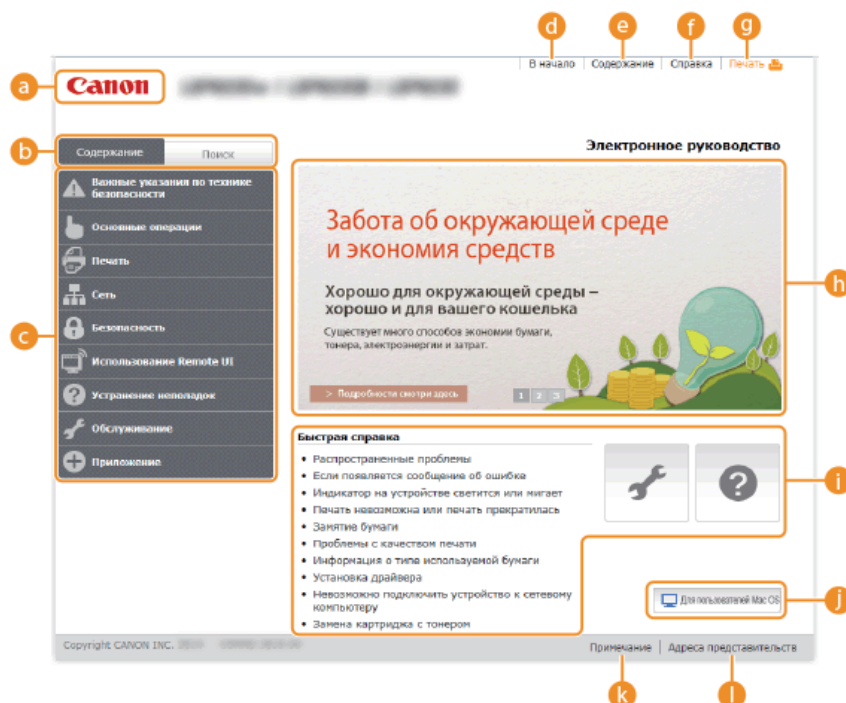 d e f g
В начало | Содержание | Справка | Печать
a Canon
b Содержание Поиск
Электронное руководство
c
Важные указания по технике
безопасности
Основные операции
Печать
Сеть
Безопасность
Использование Remote UI
Устранение неполадок
Обслуживание
Приложение
Забота об окружающей среде
и экономия средств
Хорошо для окружающей среды –
хорошо и для вашего кошелька
Существует много способов экономии бумаги,
тонера, электроэнергии и затрат.
> Подробности смотри здесь
1 2 3
h
Быстрая справка
• Распространенные проблемы
• Если появляется сообщение об ошибке
• Индикатор на устройстве светится или мигает
• Печать невозможна или печать прекратилась
• Замятие бумаги
• Проблемы с качеством печати
• Информация о типе используемой бумаги
• Установка драйвера
• Невозможно подключить устройство к сетевому
компьютеру
• Замена картриджа с тонером
i
Для пользователей Mac OS
j
Copyright CANON INC.
Примечание | Адреса представительств
k l